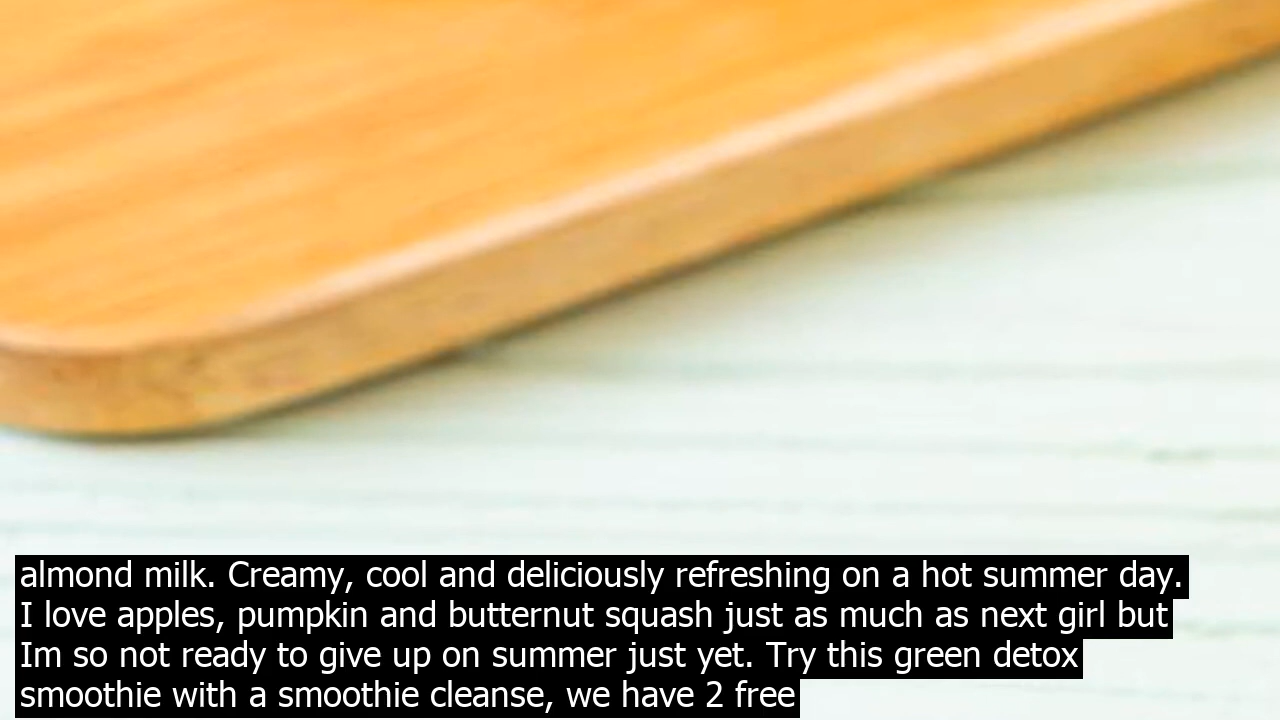 almond milk. Creamy, cool and deliciously refreshing on a hot summer day.
I love apples, pumpkin and butternut squash just as much as next girl but
Im so not ready to give up on summer just yet. Try this green detox
smoothie with a smoothie cleanse, we have 2 free